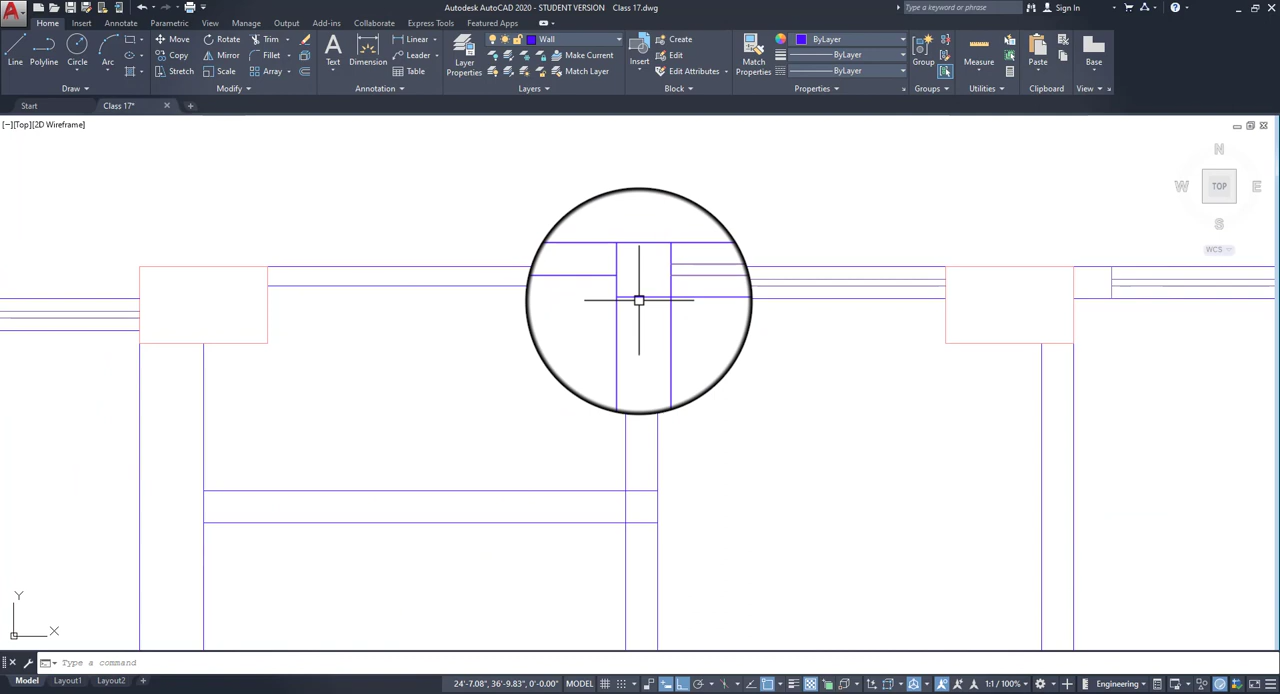 Autodesk AutoCAD 2020 - STUDENT VERSION Class 17.dwg
Type a keyword or phrase
Sign In
Home Insert Annotate Parametric View Manage Output Add-ins Collaborate Express Tools Featured Apps
Line Polyline Circle Arc
Move Rotate Trim
Copy Mirror Fillet
Stretch Scale Array
Text Dimension
Linear
Leader
Table
Layer Properties
Wall
Make Current
Match Layer
Insert
Create
Edit
Edit Attributes
Match Properties
ByLayer
ByLayer
ByLayer
Group
Measure
Paste
Base
Draw Modify Annotation Layers Block Properties Groups Utilities Clipboard View
Start Class 17*
[−][Top][2D Wireframe]
N
W TOP E
S
WCS
Y
X
Type a command
Model Layout1 Layout2
24'-7.08", 36'-9.83", 0'-0.00" MODEL
1:1 / 100%
Engineering